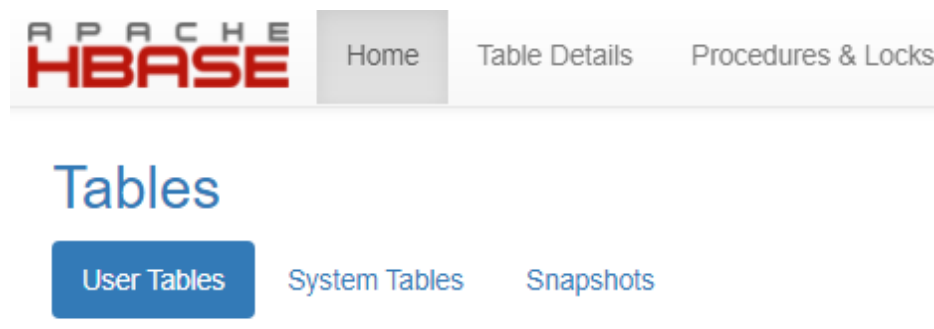 APACHE
HBASE Home Table Details Procedures & Locks
Tables
User Tables System Tables Snapshots